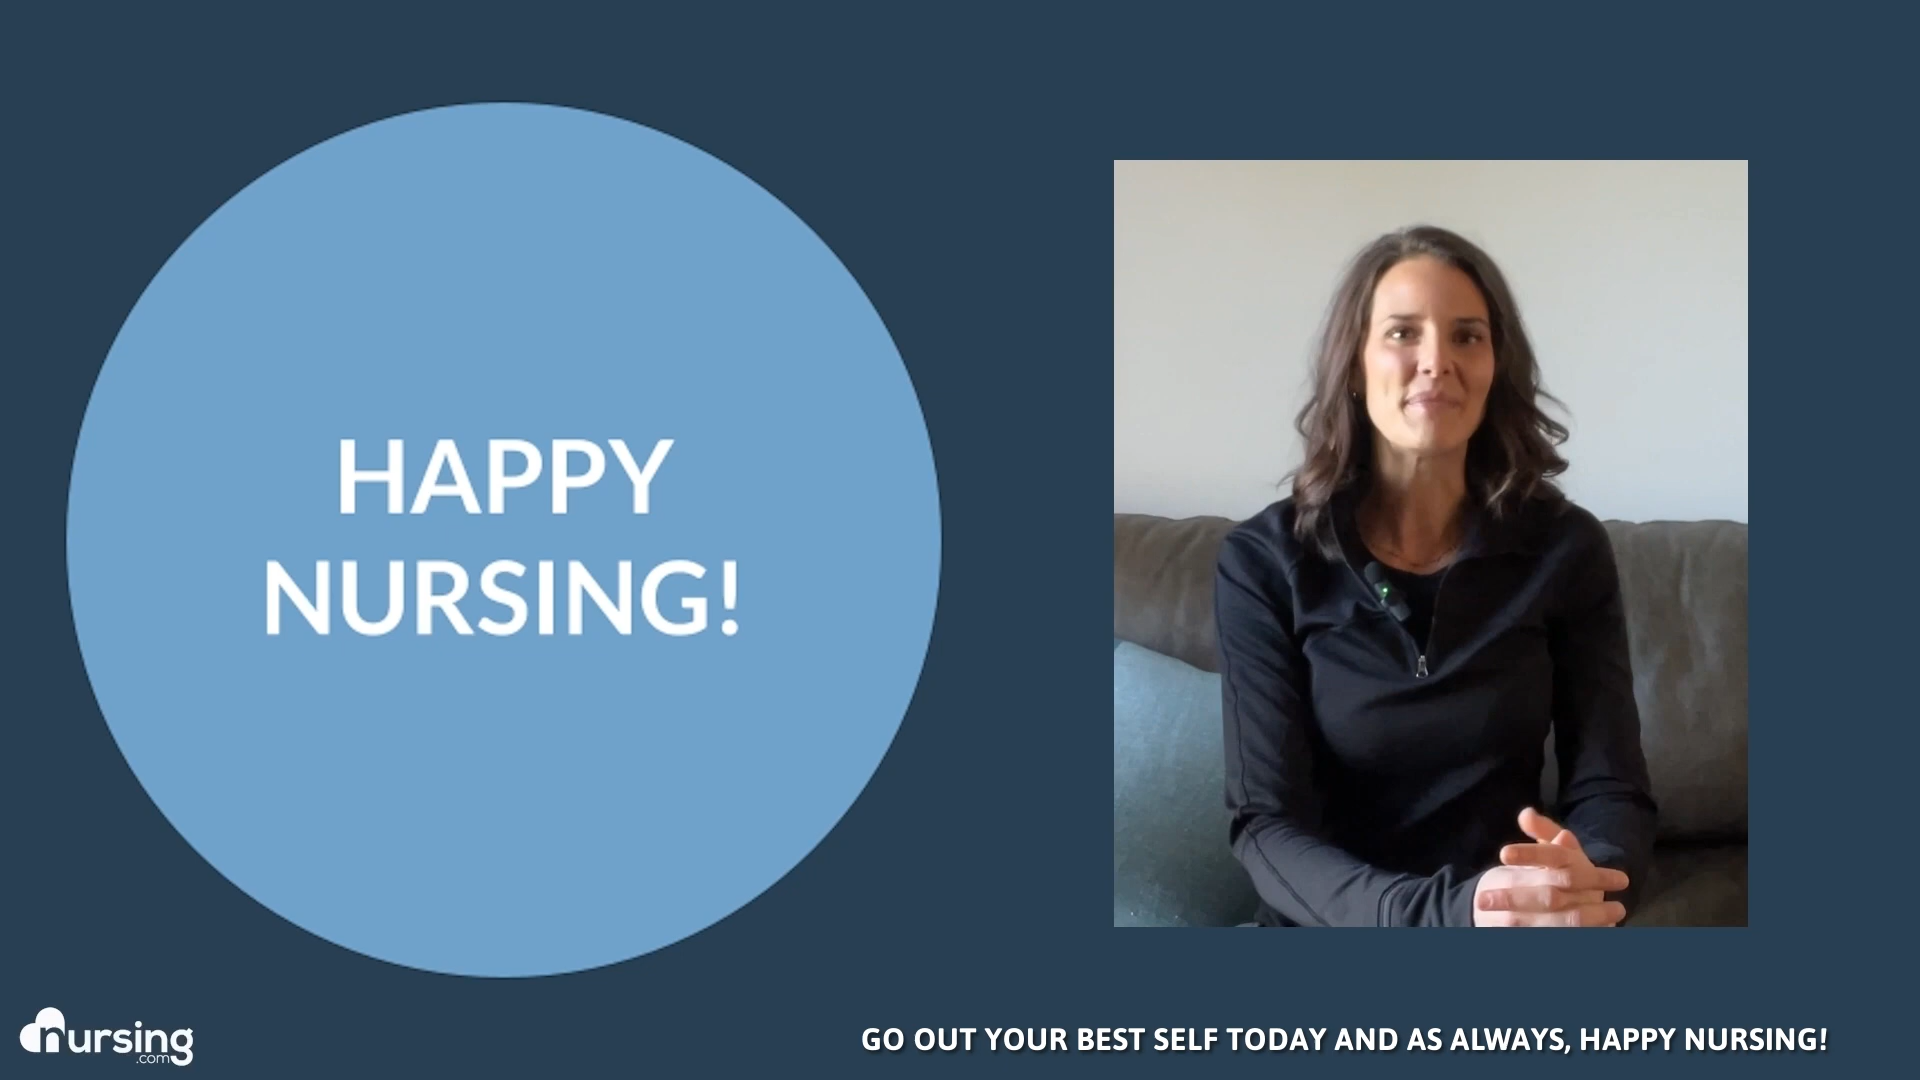 HAPPY
NURSING!
nursing
.com
GO OUT YOUR BEST SELF TODAY AND AS ALWAYS, HAPPY NURSING!